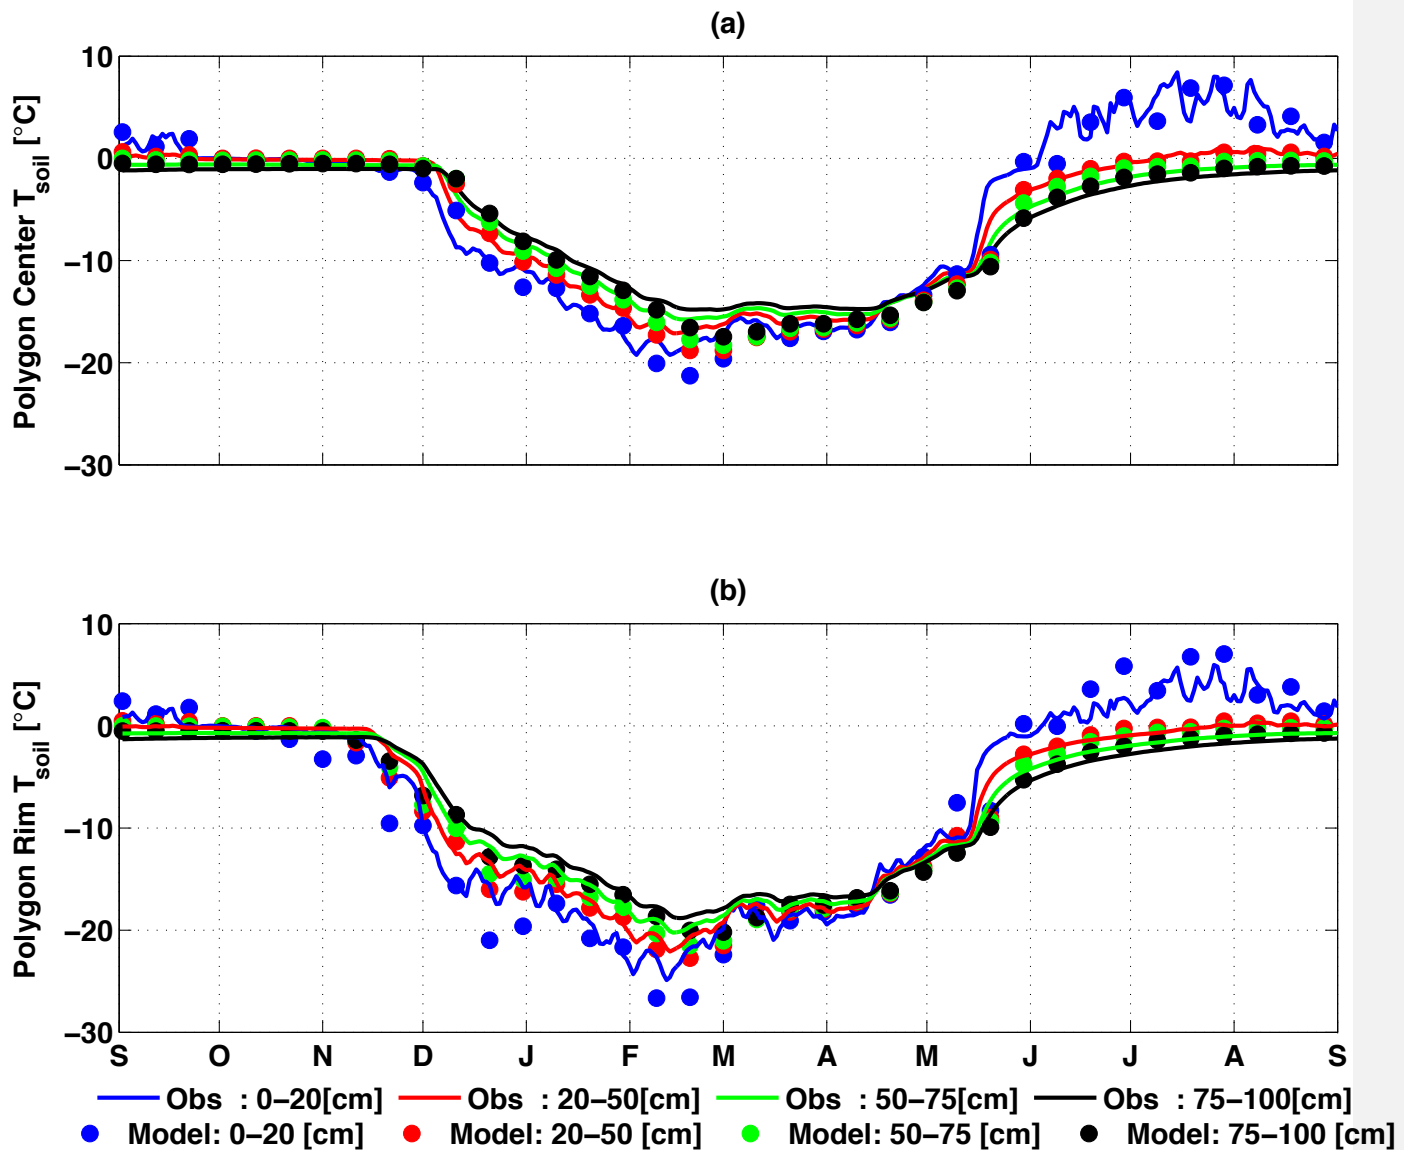 (a)
Polygon Center T_soil [°C]
10
0
−10
−20
−30
(b)
Polygon Rim T_soil [°C]
10
0
−10
−20
−30
S O N D J F M A M J J A S
Obs : 0−20[cm] Obs : 20−50[cm] Obs : 50−75[cm] Obs : 75−100[cm]
Model: 0−20 [cm] Model: 20−50 [cm] Model: 50−75 [cm] Model: 75−100 [cm]